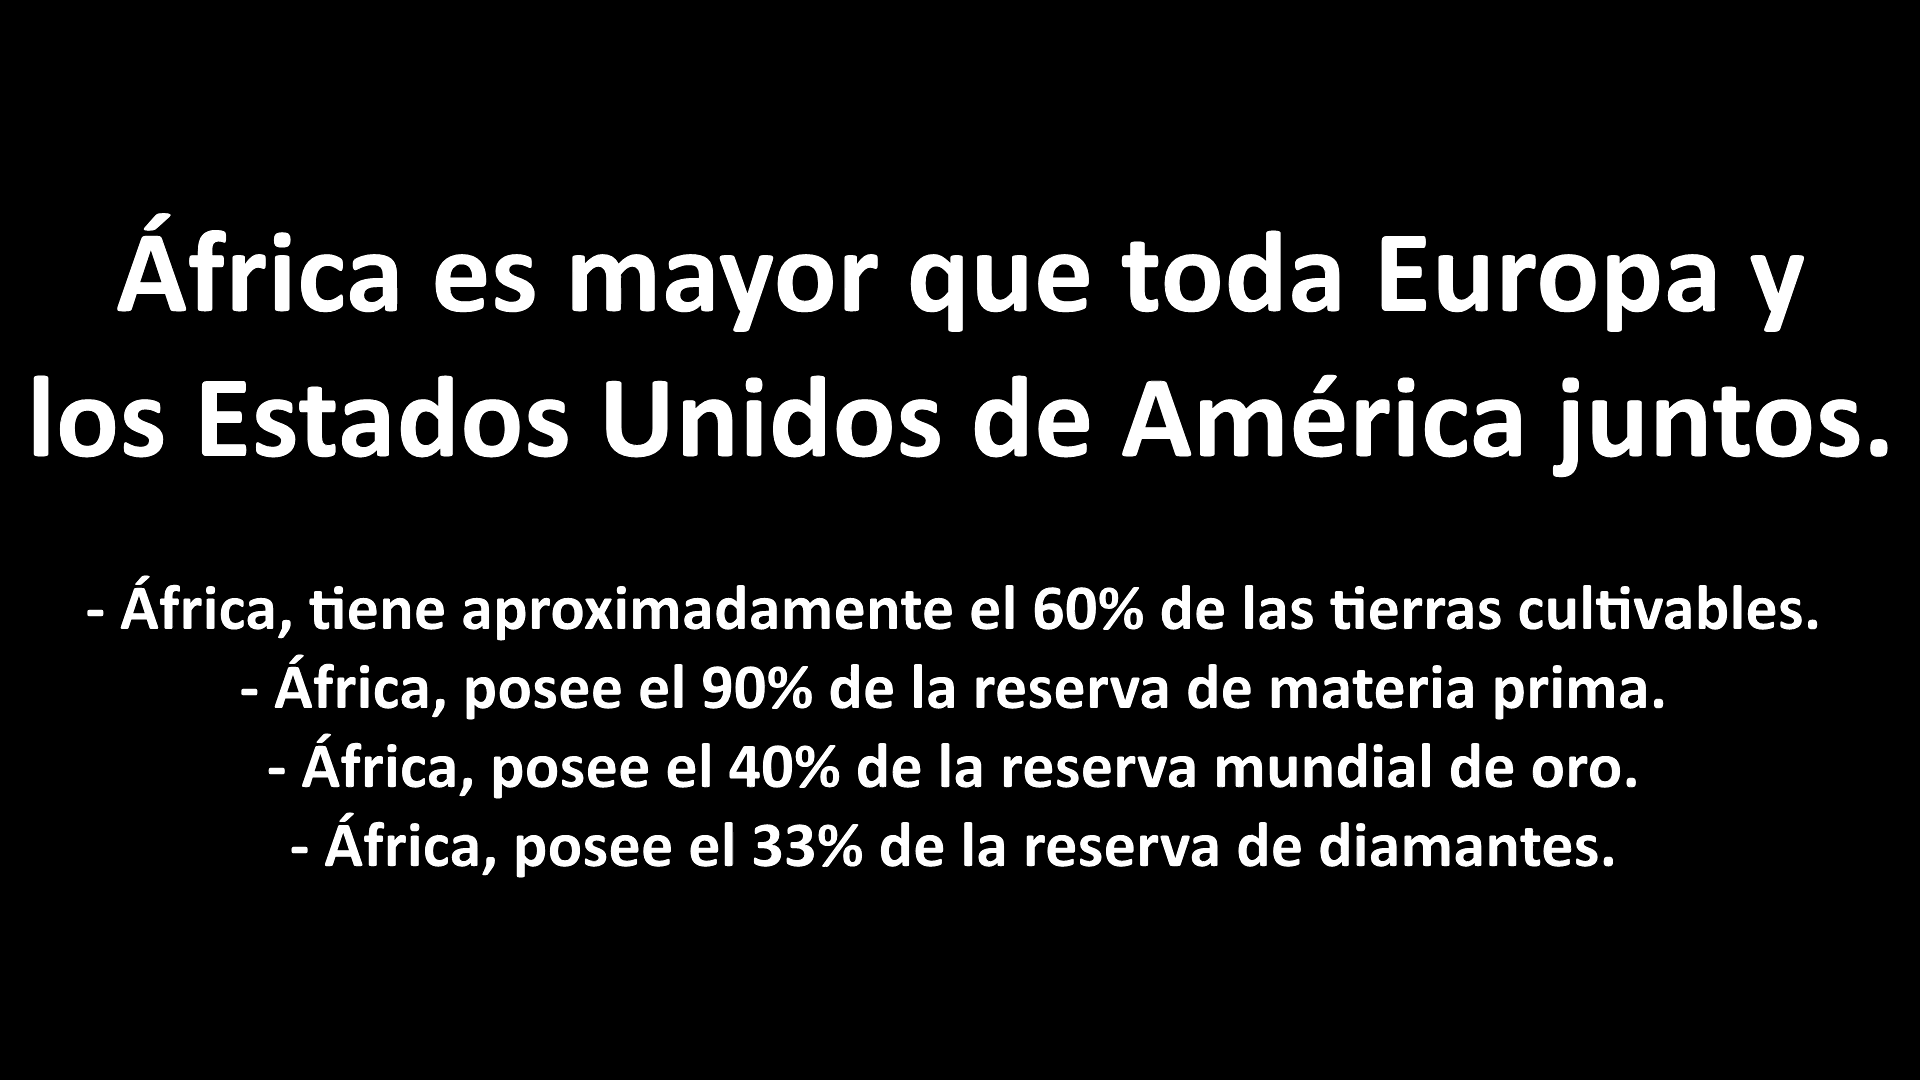 África es mayor que toda Europa y
los Estados Unidos de América juntos.
- África, tiene aproximadamente el 60% de las tierras cultivables.
- África, posee el 90% de la reserva de materia prima.
- África, posee el 40% de la reserva mundial de oro.
- África, posee el 33% de la reserva de diamantes.